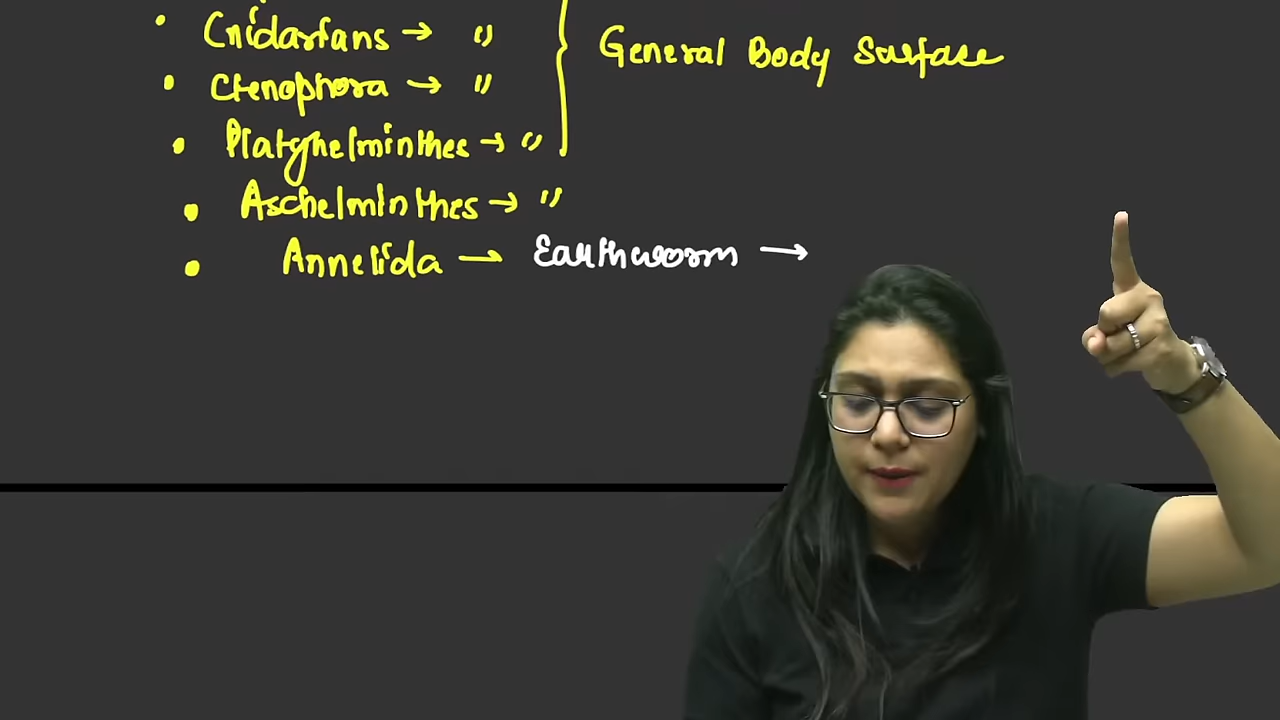 • Cnidarians → "
• Ctenophora → " } General Body Surface
• Platyhelminthes → "
• Aschelminthes → "
• Annelida → Earthworm →